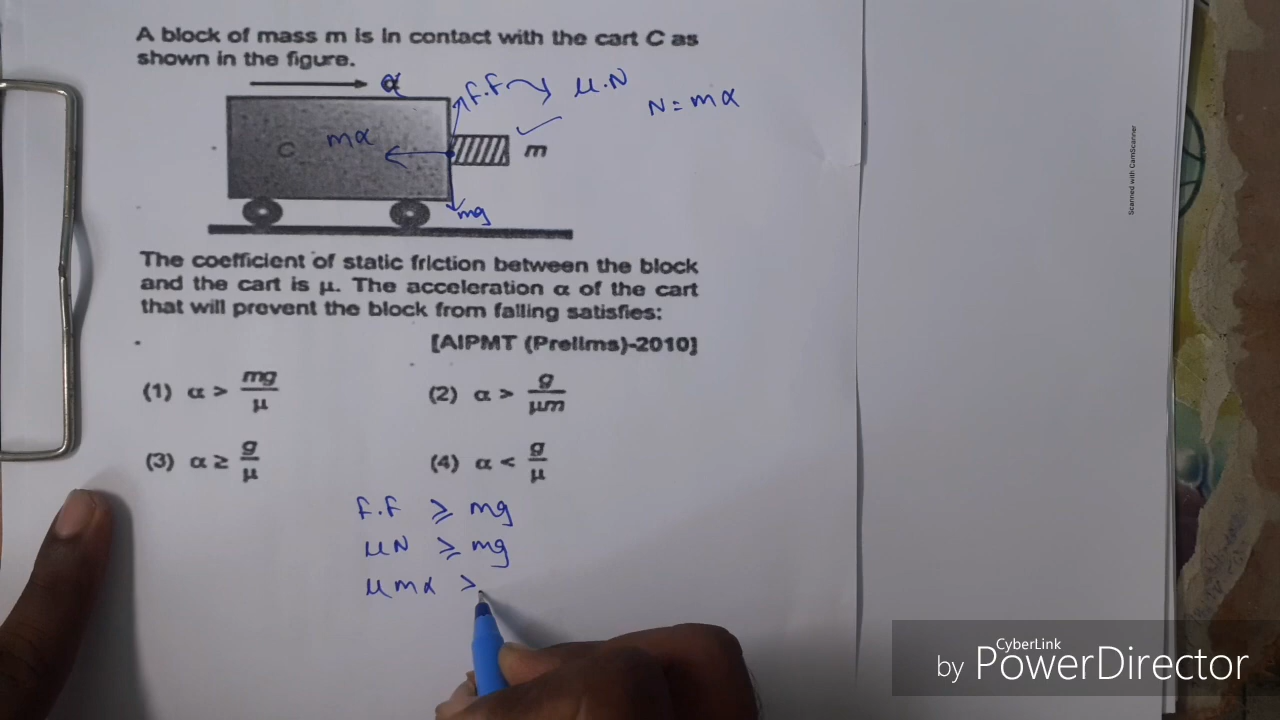 A block of mass m is in contact with the cart C as
shown in the figure.
α
F.F
μ.N
N = mα
mα
C
m
mg
The coefficient of static friction between the block
and the cart is μ. The acceleration α of the cart
that will prevent the block from falling satisfies:
[AIPMT (Prelims)-2010]
(1) α > mg/μ
(2) α > g/μm
(3) α ≥ g/μ
(4) α < g/μ
F.F ≥ mg
μN ≥ mg
μmα >
Scanned with CamScanner
CyberLink
by PowerDirector